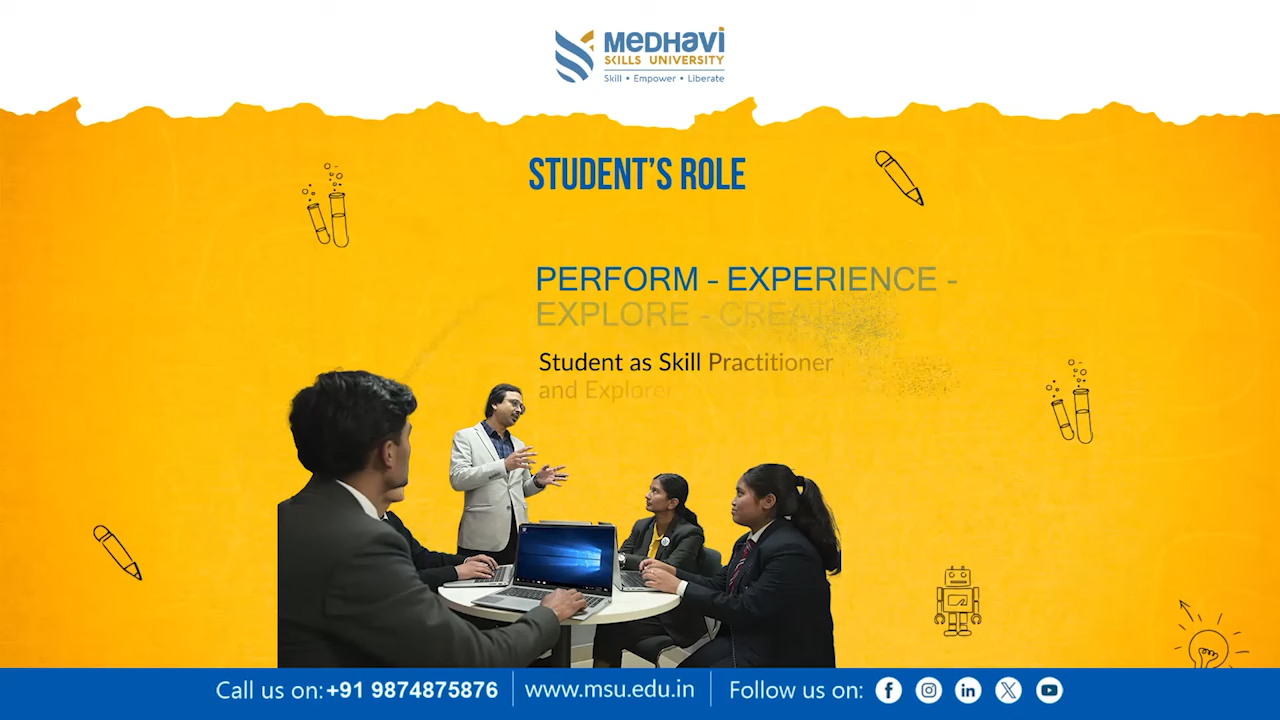 MEDHAVI
SKILLS UNIVERSITY
Skill • Empower • Liberate
STUDENT'S ROLE
PERFORM - EXPERIENCE -
EXPLORE - CREATE
Student as Skill Practitioner
and Explorer
Call us on: +91 9874875876
www.msu.edu.in
Follow us on: